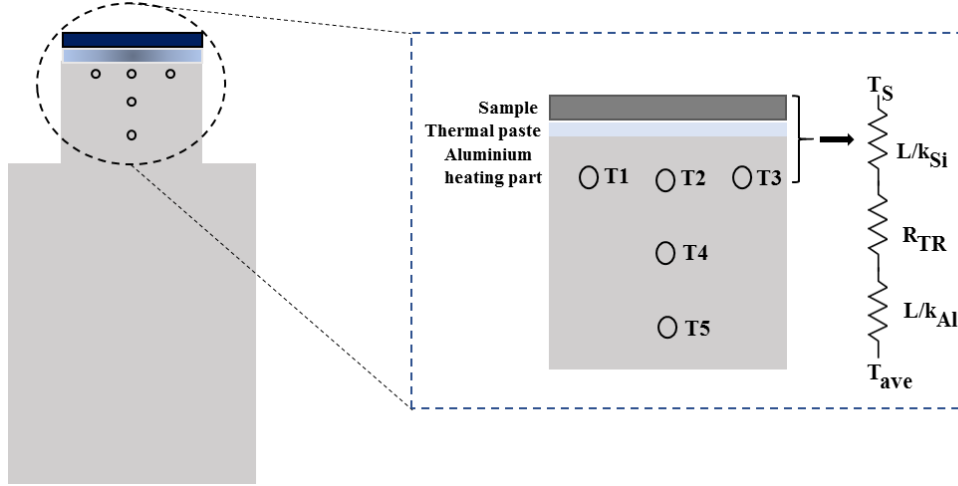 Sample
Thermal paste
Aluminium
heating part
T1
T2
T3
T4
T5
TS
L/kSi
RTR
L/kAl
Tave